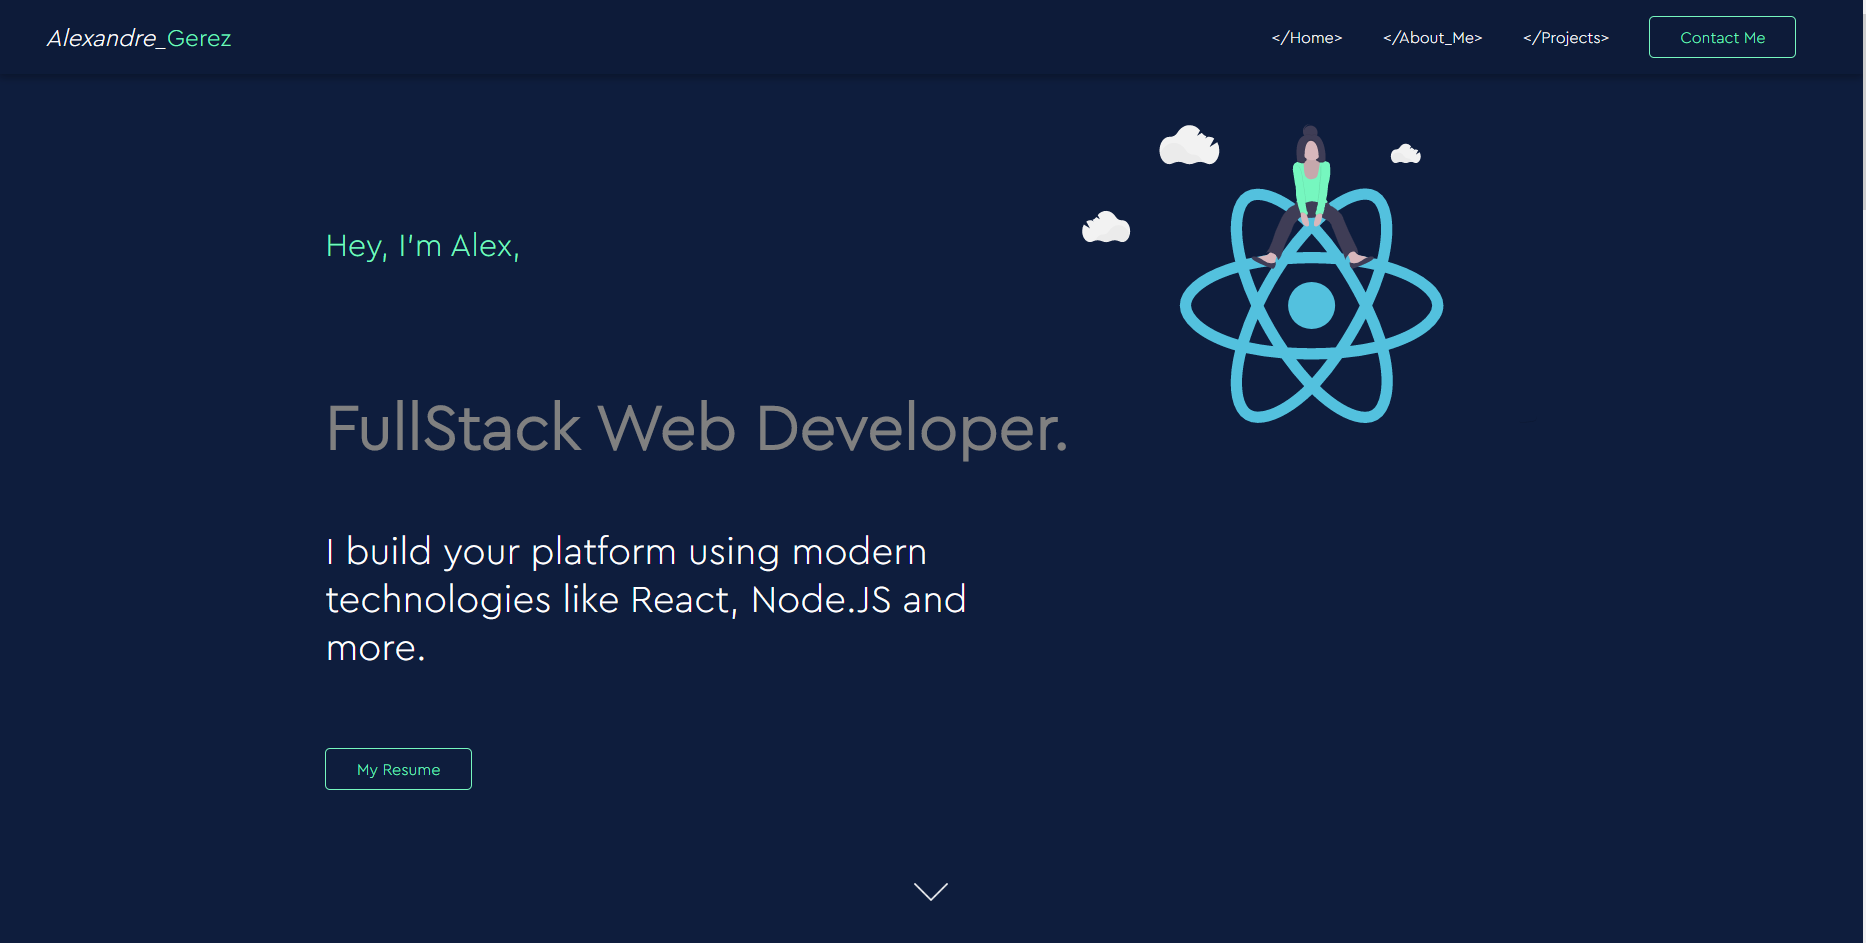 Alexandre_Gerez
</Home> </About_Me> </Projects> Contact Me
Hey, I'm Alex,
FullStack Web Developer.
I build your platform using modern
technologies like React, Node.JS and
more.
My Resume